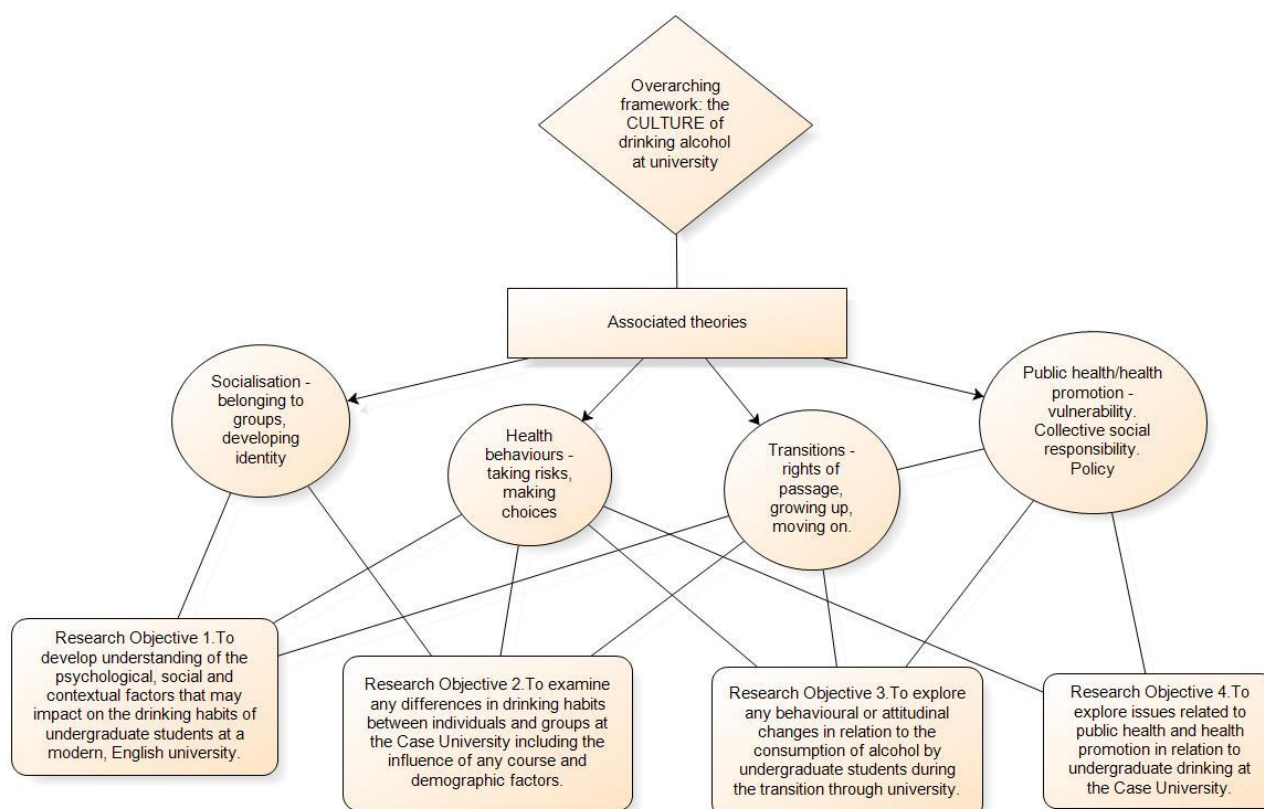 Overarching
framework: the
CULTURE of
drinking alcohol
at university
Associated theories
Socialisation -
belonging to
groups,
developing
identity
Health
behaviours -
taking risks,
making
choices
Transitions -
rights of
passage,
growing up,
moving on.
Public health/health
promotion -
vulnerability.
Collective social
responsibility.
Policy
Research Objective 1.To
develop understanding of the
psychological, social and
contextual factors that may
impact on the drinking habits of
undergraduate students at a
modern, English university.
Research Objective 2.To examine
any differences in drinking habits
between individuals and groups at
the Case University including the
influence of any course and
demographic factors.
Research Objective 3.To explore
any behavioural or attitudinal
changes in relation to the
consumption of alcohol by
undergraduate students during
the transition through university.
Research Objective 4.To
explore issues related to
public health and health
promotion in relation to
undergraduate drinking at
the Case University.